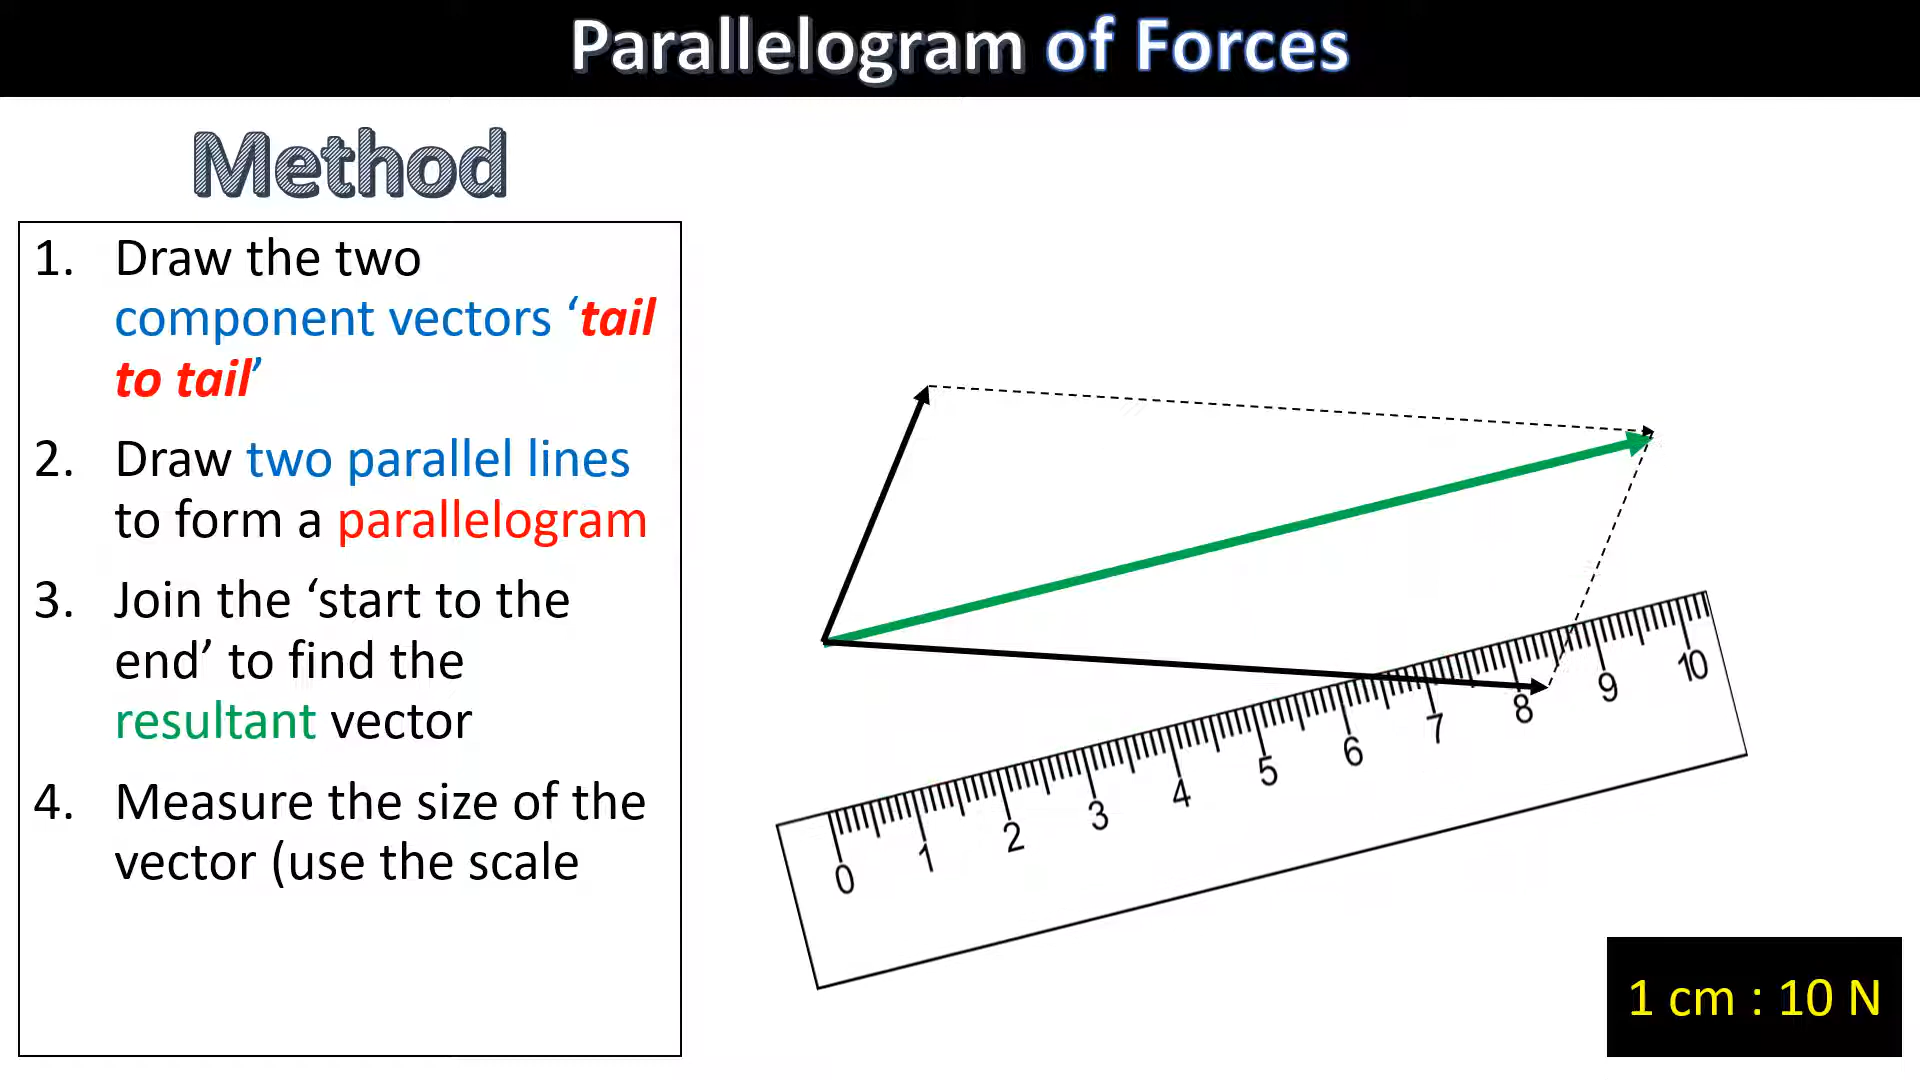 Parallelogram of Forces
Method
1. Draw the two
component vectors ‘tail
to tail’
2. Draw two parallel lines
to form a parallelogram
3. Join the ‘start to the
end’ to find the
resultant vector
4. Measure the size of the
vector (use the scale
0 1 2 3 4 5 6 7 8 9 10
1 cm : 10 N